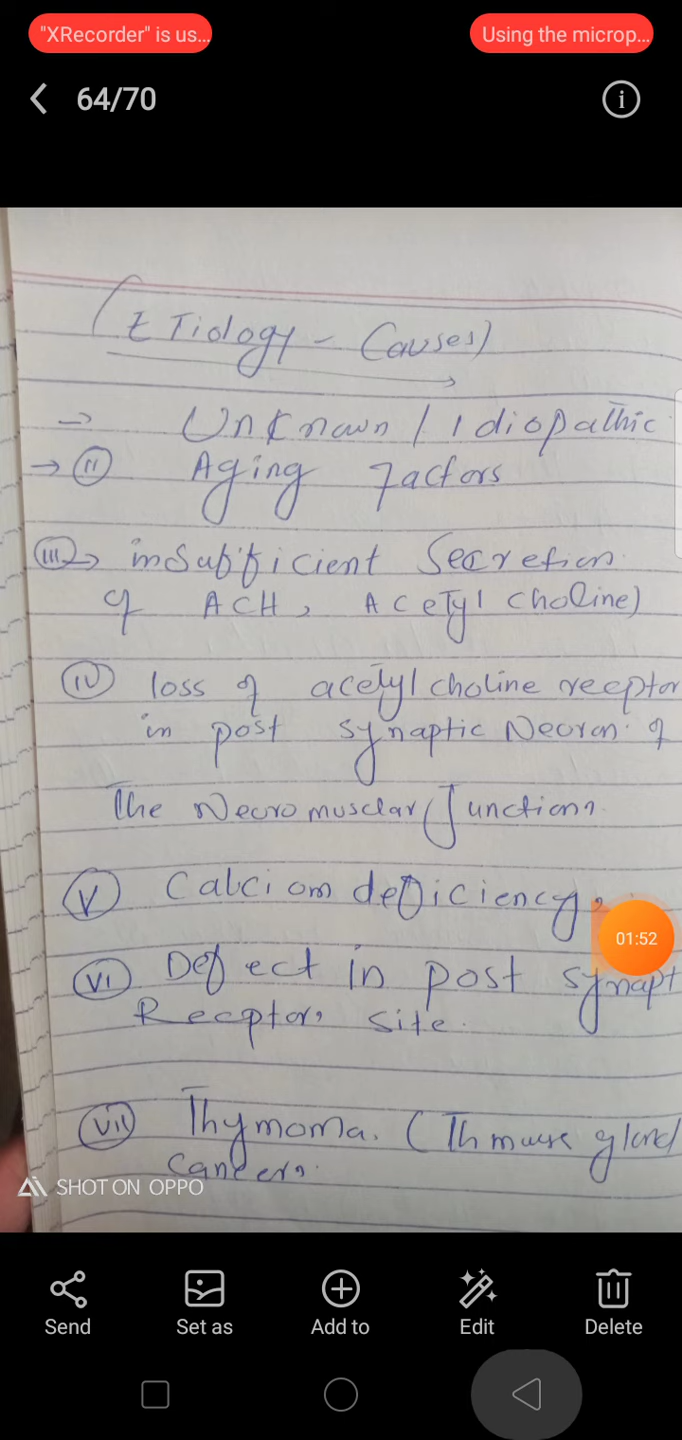 "XRecorder" is us...
Using the microp...
64/70
(Etiology - Causes)
→ Unknown / Idiopathic
→ (ii) Aging Factors
(iii)→ insufficient Secretion
of ACH, Acetyl choline)
(iv) loss of acetyl choline receptor
in post synaptic Neuron of
The Neuromusclar Junction
(v) Calcium deficiency
01:52
(vi) Defect in post synapt
Receptor site.
(vii) Thymoma. (Thmus gland
Cancer
SHOT ON OPPO
Send
Set as
Add to
Edit
Delete